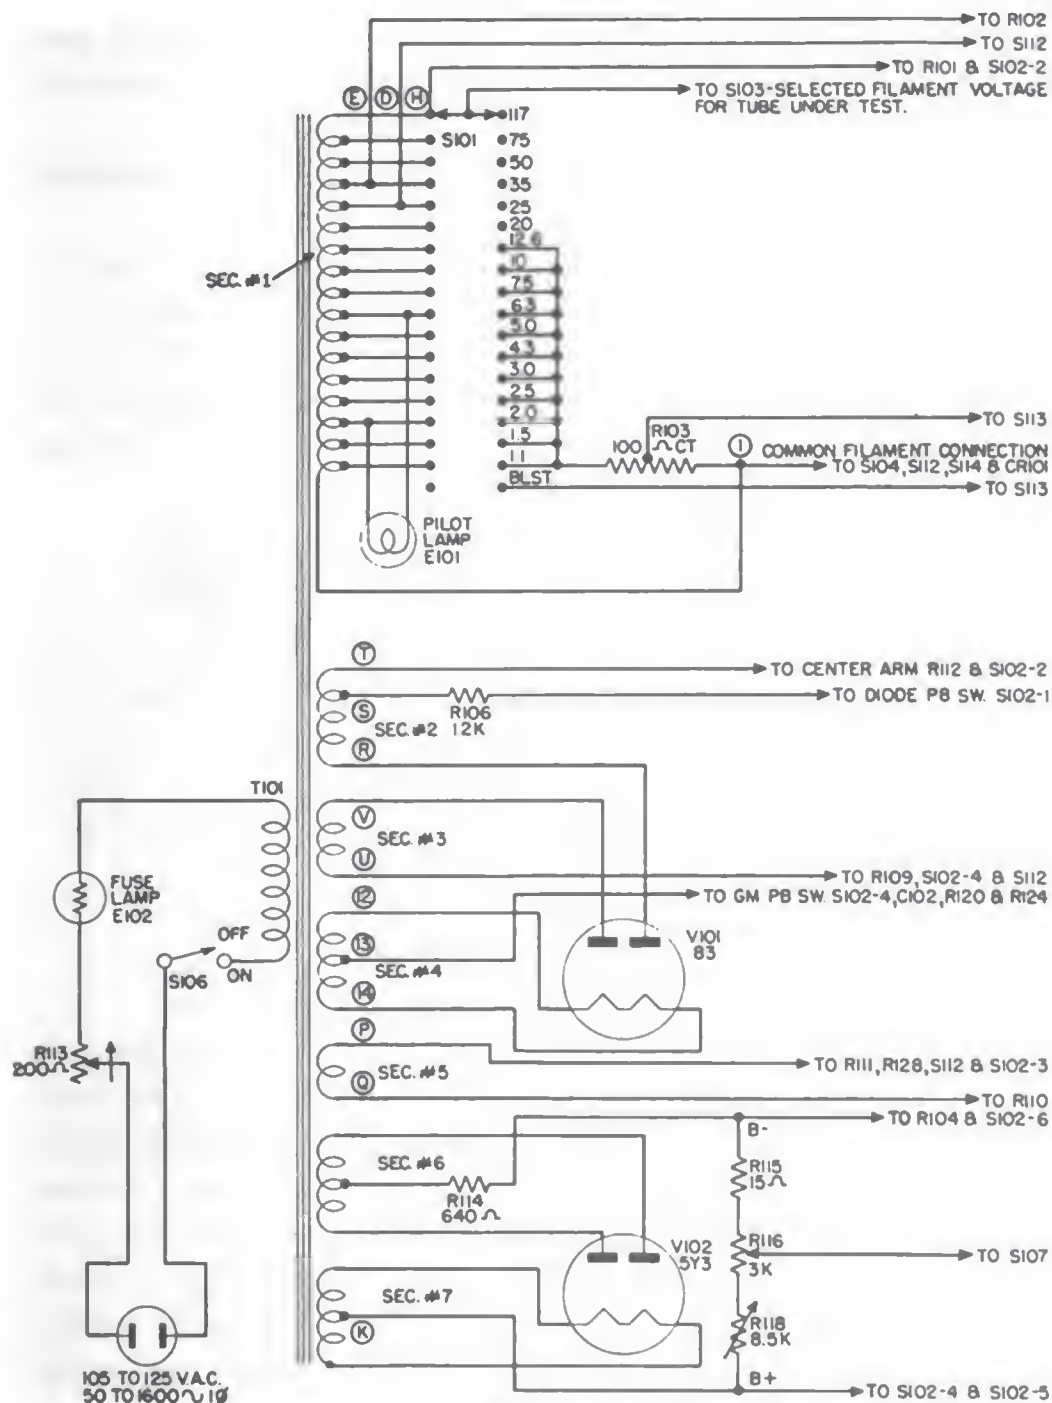 TO R102
TO S112
TO R101 & S102-2
TO S103-SELECTED FILAMENT VOLTAGE
FOR TUBE UNDER TEST.
E D H
117
S101
75
50
35
25
20
12.6
10
7.5
6.3
5.0
4.3
3.0
2.5
2.0
1.5
1.1
BLST
SEC. #1
TO S113
R103
100 Ω CT
1
COMMON FILAMENT CONNECTION
TO S104, S112, S114 & CR101
TO S113
PILOT
LAMP
E101
T
TO CENTER ARM R112 & S102-2
S
R106
12K
TO DIODE PB SW. S102-1
SEC. #2
R
T101
V
SEC. #3
U
TO R109, S102-4 & S112
TO GM PB SW. S102-4, C102, R120 & R124
FUSE
LAMP
E102
12
13
SEC. #4
14
V101
83
OFF
ON
S106
R113
200Ω
P
SEC. #5
Q
TO R111, R128, S112 & S102-3
TO R110
TO R104 & S102-6
B-
SEC. #6
R114
640 Ω
R115
15 Ω
V102
5Y3
R116
3K
TO S107
SEC. #7
K
R118
8.5K
B+
TO S102-4 & S102-5
105 TO 125 V.A.C.
50 TO 1600 ∿ 1Ø